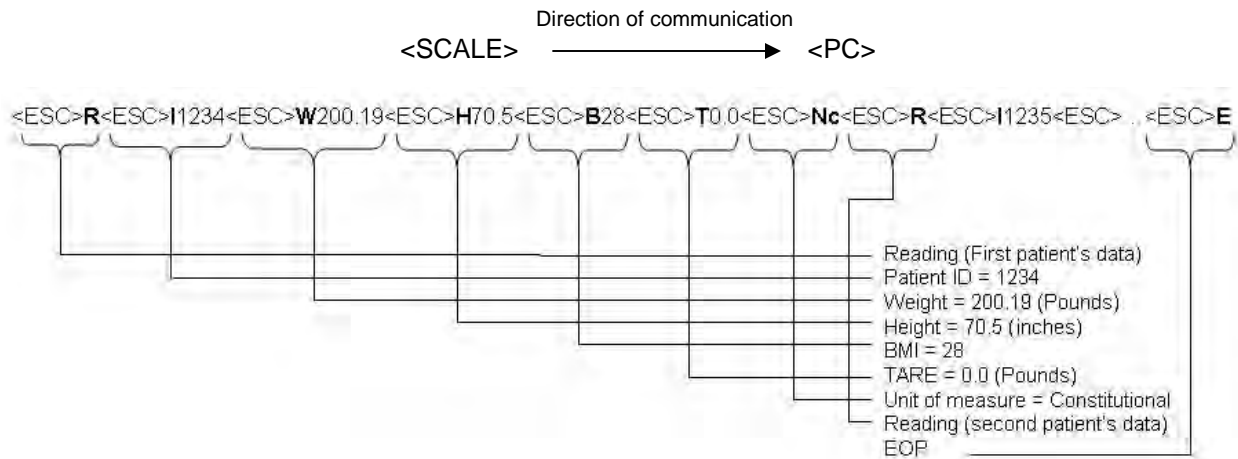 Direction of communication
<SCALE> <PC>
<ESC>R<ESC>I1234<ESC>W200.19<ESC>H70.5<ESC>B28<ESC>T0.0<ESC>Nc<ESC>R<ESC>I1235<ESC> ...<ESC>E
Reading (First patient's data)
Patient ID = 1234
Weight = 200.19 (Pounds)
Height = 70.5 (inches)
BMI = 28
TARE = 0.0 (Pounds)
Unit of measure = Constitutional
Reading (second patient's data)
EOP